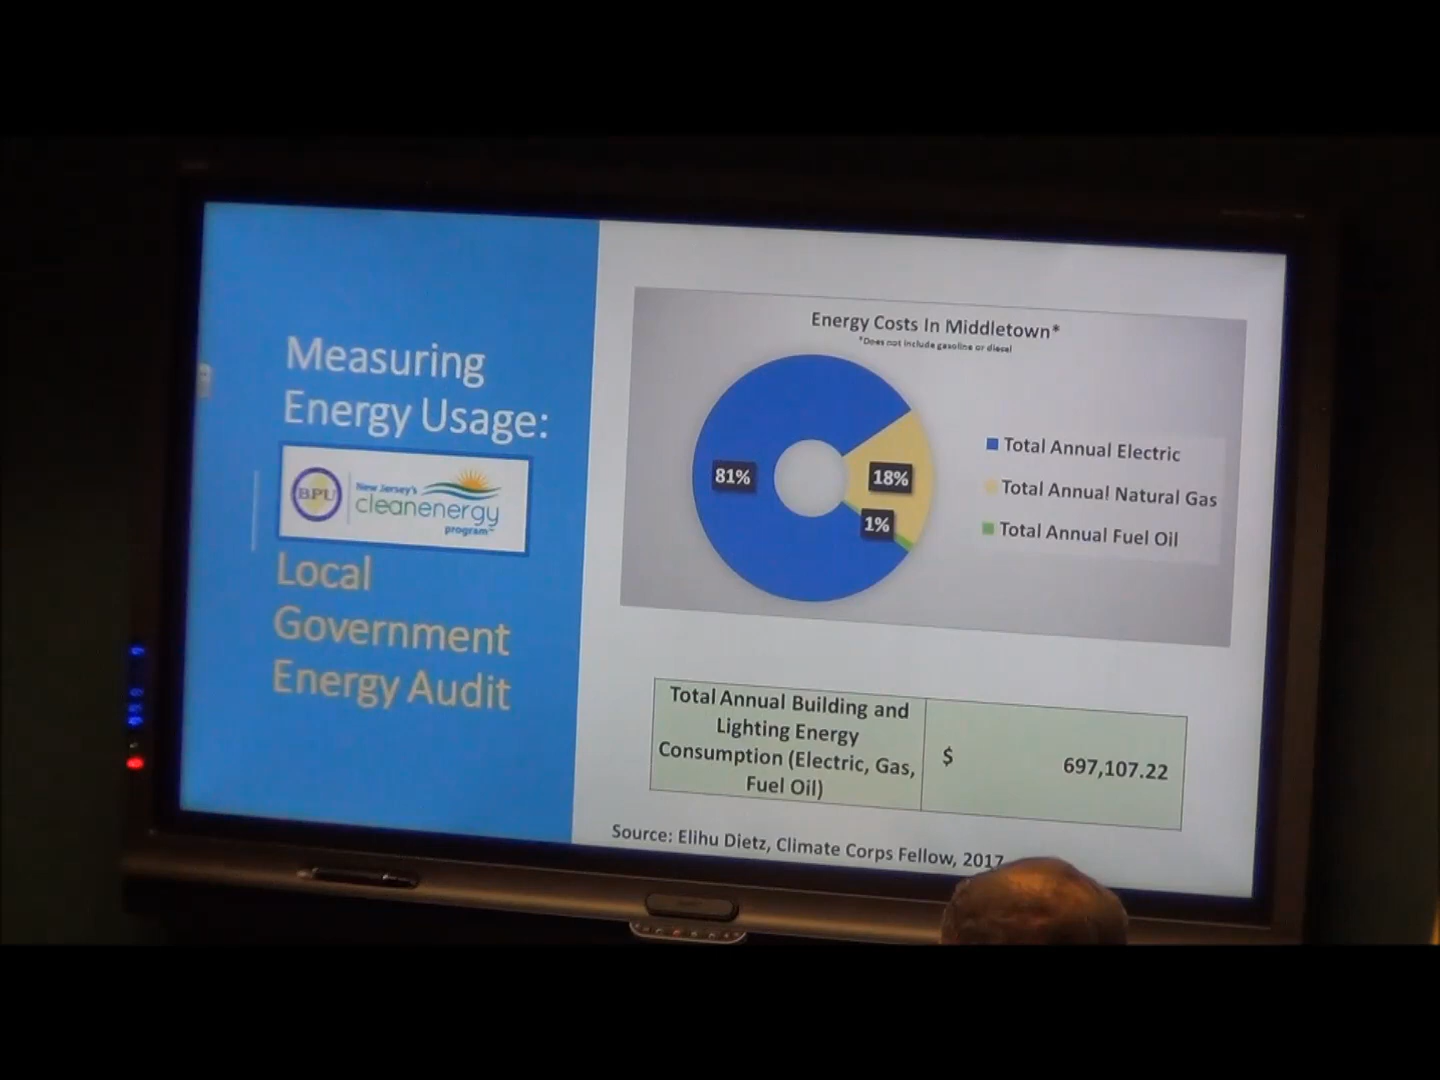 Measuring
Energy Usage:
BPU
New Jersey's
cleanenergy
program™
Local
Government
Energy Audit
Energy Costs In Middletown*
*Does not include gasoline or diesel
81%
18%
1%
Total Annual Electric
Total Annual Natural Gas
Total Annual Fuel Oil
Total Annual Building and
Lighting Energy
Consumption (Electric, Gas,
Fuel Oil)
$ 697,107.22
Source: Elihu Dietz, Climate Corps Fellow, 2017